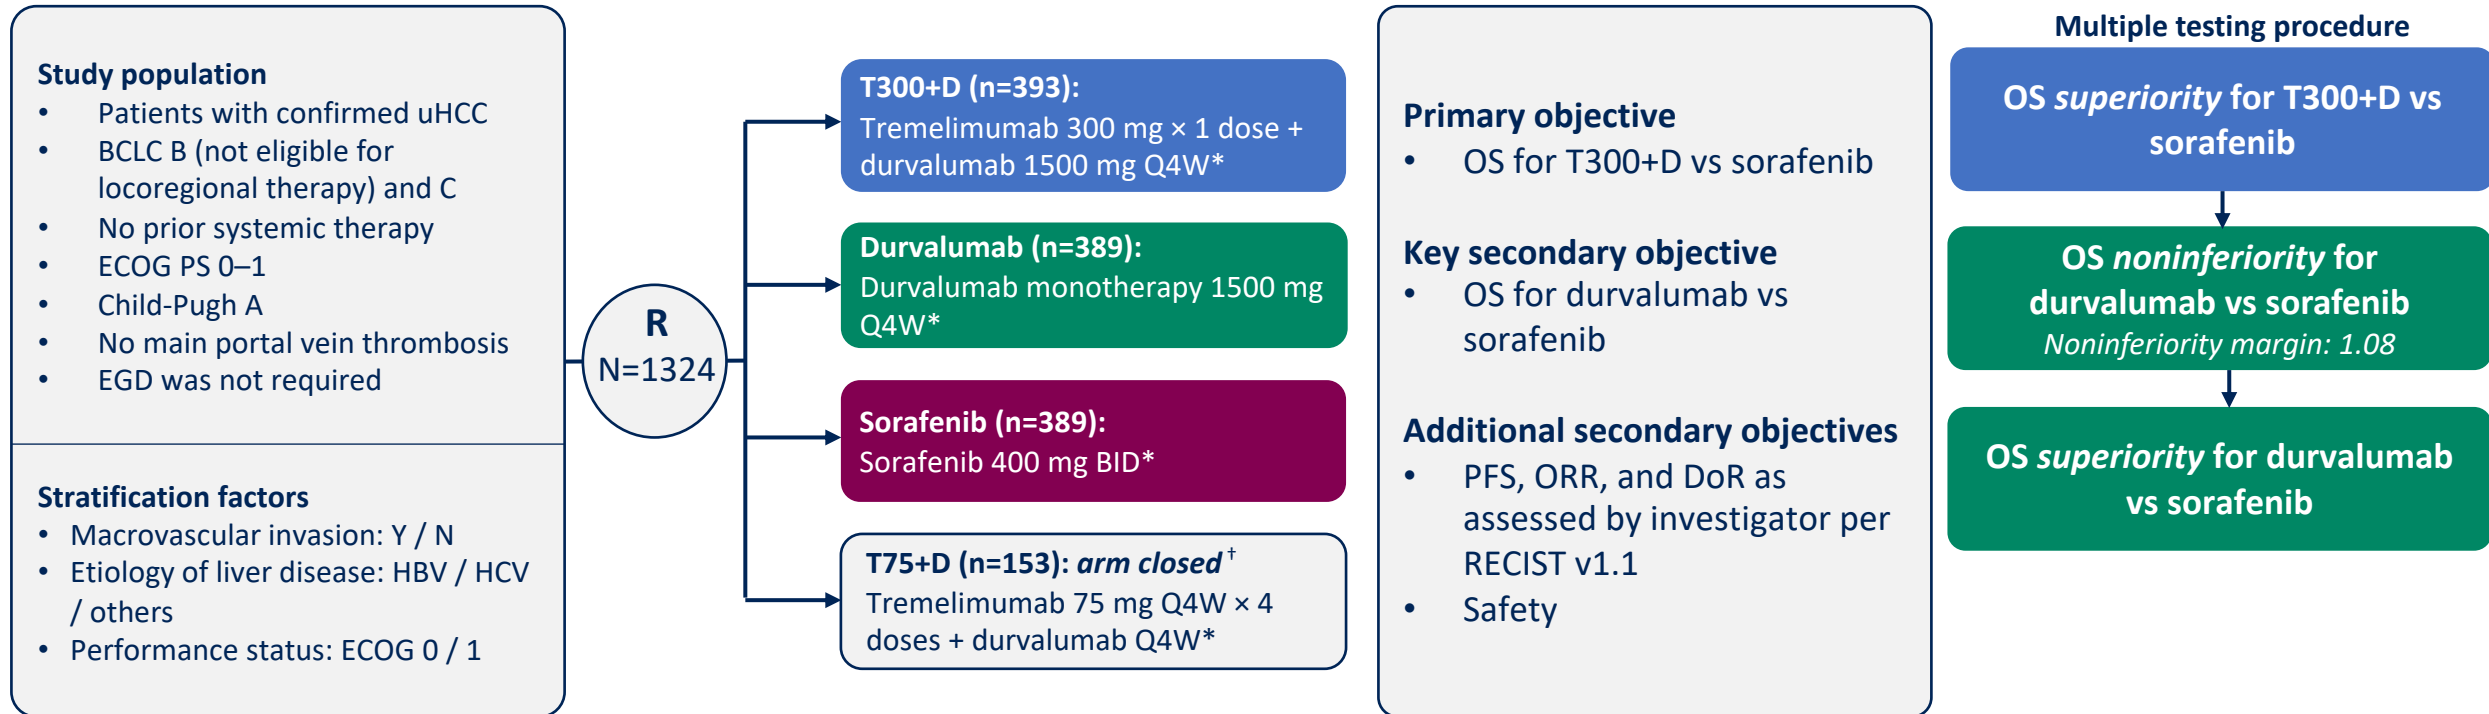 Study population
• Patients with confirmed uHCC
• BCLC B (not eligible for
locoregional therapy) and C
• No prior systemic therapy
• ECOG PS 0–1
• Child-Pugh A
• No main portal vein thrombosis
• EGD was not required
Stratification factors
• Macrovascular invasion: Y / N
• Etiology of liver disease: HBV / HCV
/ others
• Performance status: ECOG 0 / 1
R
N=1324
T300+D (n=393):
Tremelimumab 300 mg × 1 dose +
durvalumab 1500 mg Q4W*
Durvalumab (n=389):
Durvalumab monotherapy 1500 mg
Q4W*
Sorafenib (n=389):
Sorafenib 400 mg BID*
T75+D (n=153): arm closed†
Tremelimumab 75 mg Q4W × 4
doses + durvalumab Q4W*
Primary objective
• OS for T300+D vs sorafenib
Key secondary objective
• OS for durvalumab vs
sorafenib
Additional secondary objectives
• PFS, ORR, and DoR as
assessed by investigator per
RECIST v1.1
• Safety
Multiple testing procedure
OS superiority for T300+D vs
sorafenib
OS noninferiority for
durvalumab vs sorafenib
Noninferiority margin: 1.08
OS superiority for durvalumab
vs sorafenib